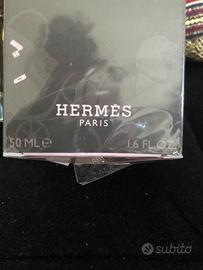 HERMÈS
PARIS
50 ML ℮ 1.6 FL.OZ.
subito